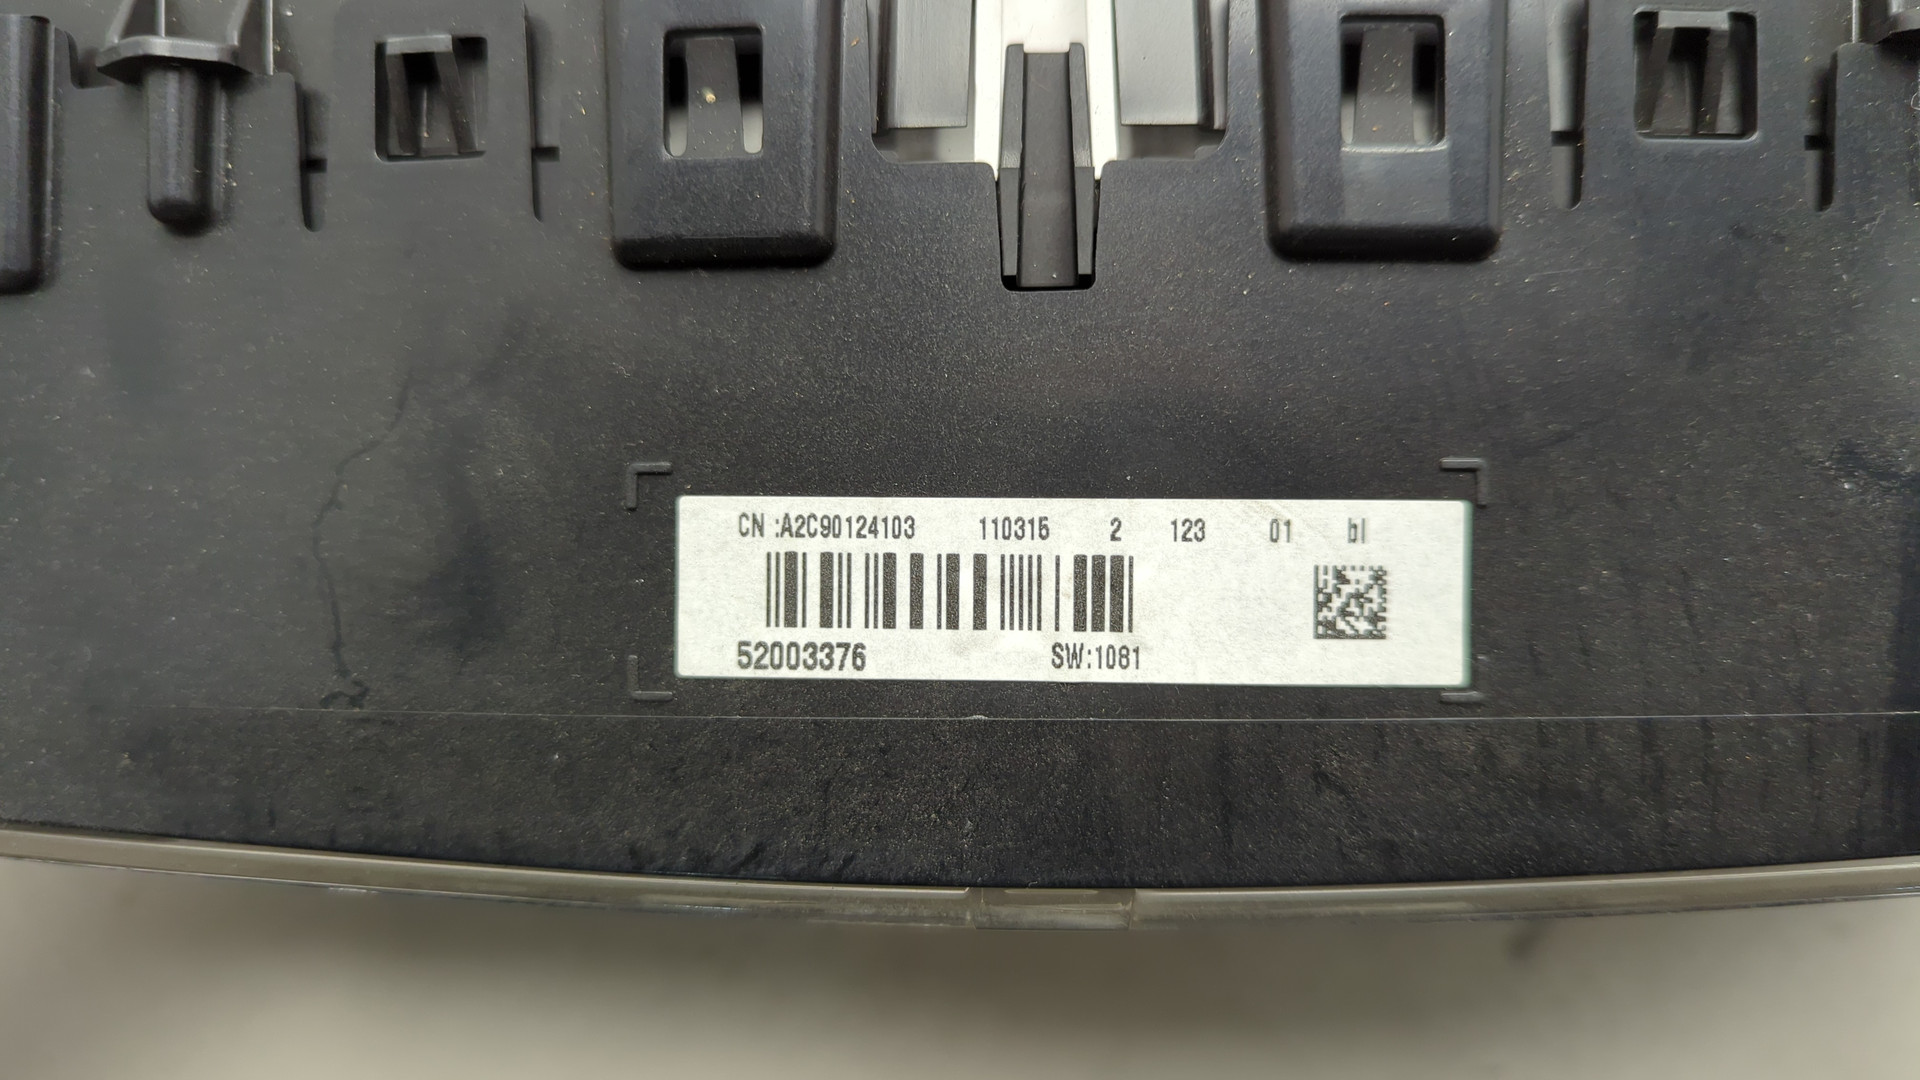 CN :A2C90124103 110315 2 123 01 bl
52003376 SW:1081